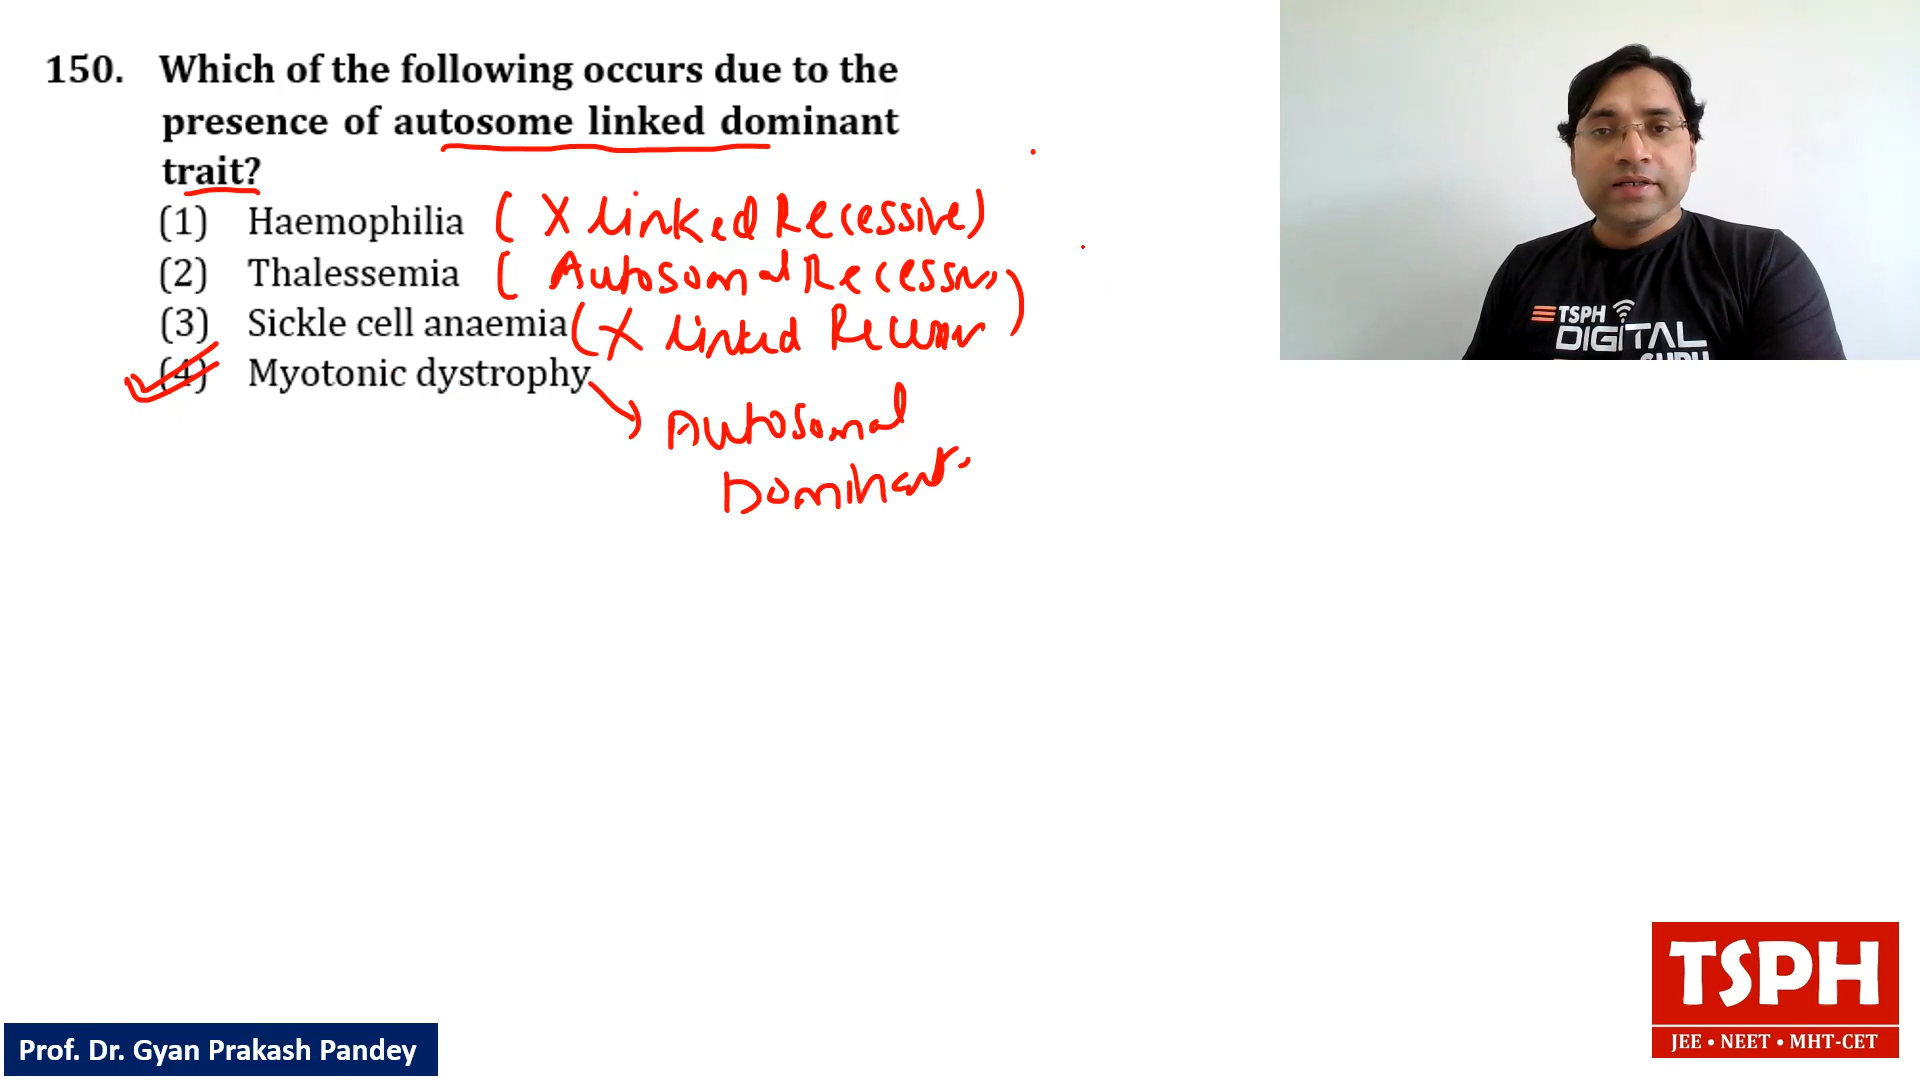 150. Which of the following occurs due to the
presence of autosome linked dominant
trait?
(1) Haemophilia ( X linked Recessive)
(2) Thalessemia ( Autosomal Recessiv)
(3) Sickle cell anaemia ( X linked
(4) Myotonic dystrophy
Autosomal
Dominant.
TSPH
DIGITAL
GURU
TSPH
JEE • NEET • MHT-CET
Prof. Dr. Gyan Prakash Pandey